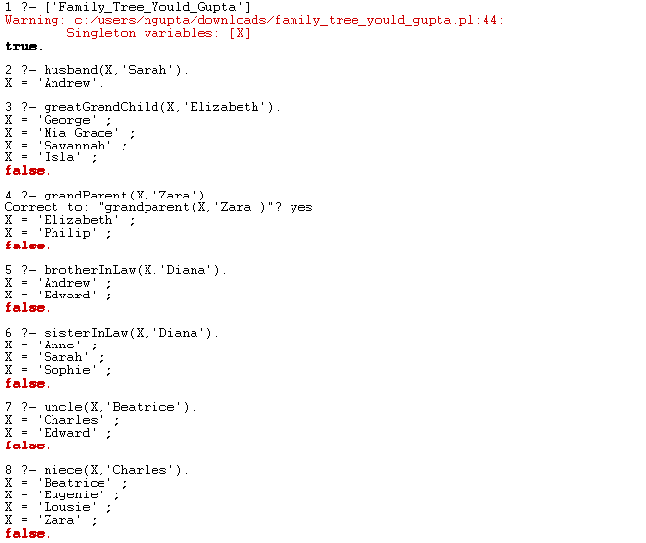 1 ?- ['Family_Tree_Yould_Gupta']
Warning: c:/users/ngupta/downloads/family_tree_yould_gupta.pl:44:
Singleton variables: [X]
true.
2 ?- husband(X,'Sarah').
X = 'Andrew'.
3 ?- greatGrandChild(X,'Elizabeth').
X = 'George' ;
X = 'Mia Grace' ;
X = 'Savannah' ;
X = 'Isla' ;
false.
4 ?- grandParent(X,'Zara')
Correct to: "grandparent(X,'Zara )"? yes
X = 'Elizabeth' ;
X = 'Philip' ;
false.
5 ?- brotherInLaw(X,'Diana').
X = 'Andrew' ;
X = 'Edward' ;
false.
6 ?- sisterInLaw(X,'Diana').
X = 'Anne' ;
X = 'Sarah' ;
X = 'Sophie' ;
false.
7 ?- uncle(X,'Beatrice').
X = 'Charles' ;
X = 'Edward' ;
false.
8 ?- niece(X,'Charles').
X = 'Beatrice' ;
X = 'Eugenie' ;
X = 'Lousie' ;
X = 'Zara' ;
false.